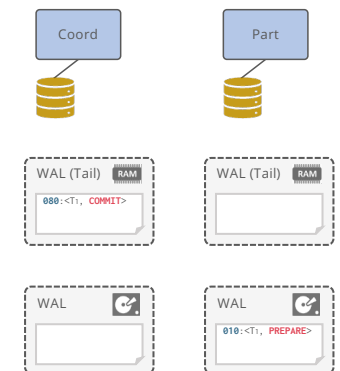 Coord
Part
WAL (Tail)
RAM
080:<T₁, COMMIT>
WAL (Tail)
RAM
WAL
WAL
010:<T₁, PREPARE>